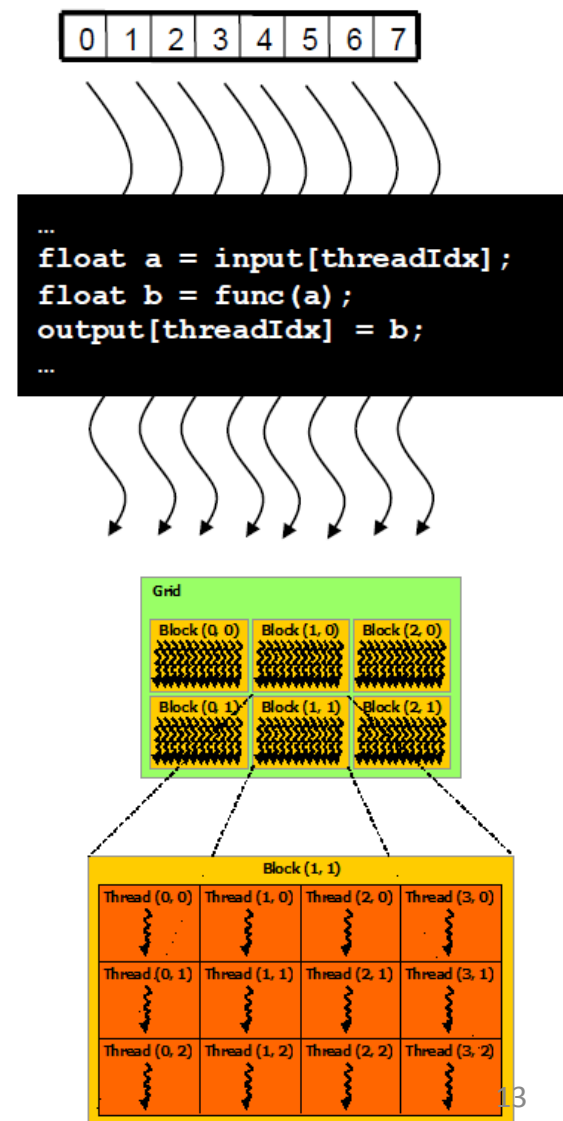 0 1 2 3 4 5 6 7
...
float a = input[threadIdx];
float b = func(a);
output[threadIdx] = b;
...
Grid
Block (0, 0) Block (1, 0) Block (2, 0)
Block (0, 1) Block (1, 1) Block (2, 1)
Block (1, 1)
Thread (0, 0) Thread (1, 0) Thread (2, 0) Thread (3, 0)
Thread (0, 1) Thread (1, 1) Thread (2, 1) Thread (3, 1)
Thread (0, 2) Thread (1, 2) Thread (2, 2) Thread (3, 2)
13